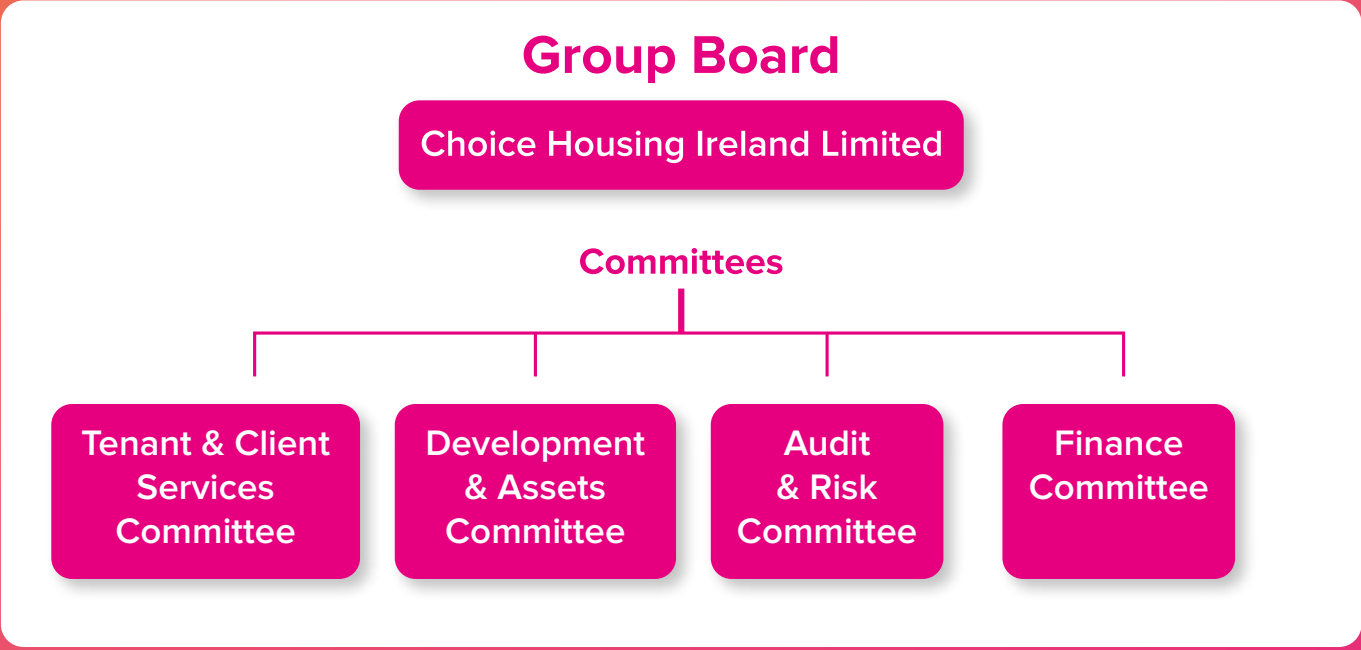 Group Board
Choice Housing Ireland Limited
Committees
Tenant & Client
Services
Committee
Development
& Assets
Committee
Audit
& Risk
Committee
Finance
Committee